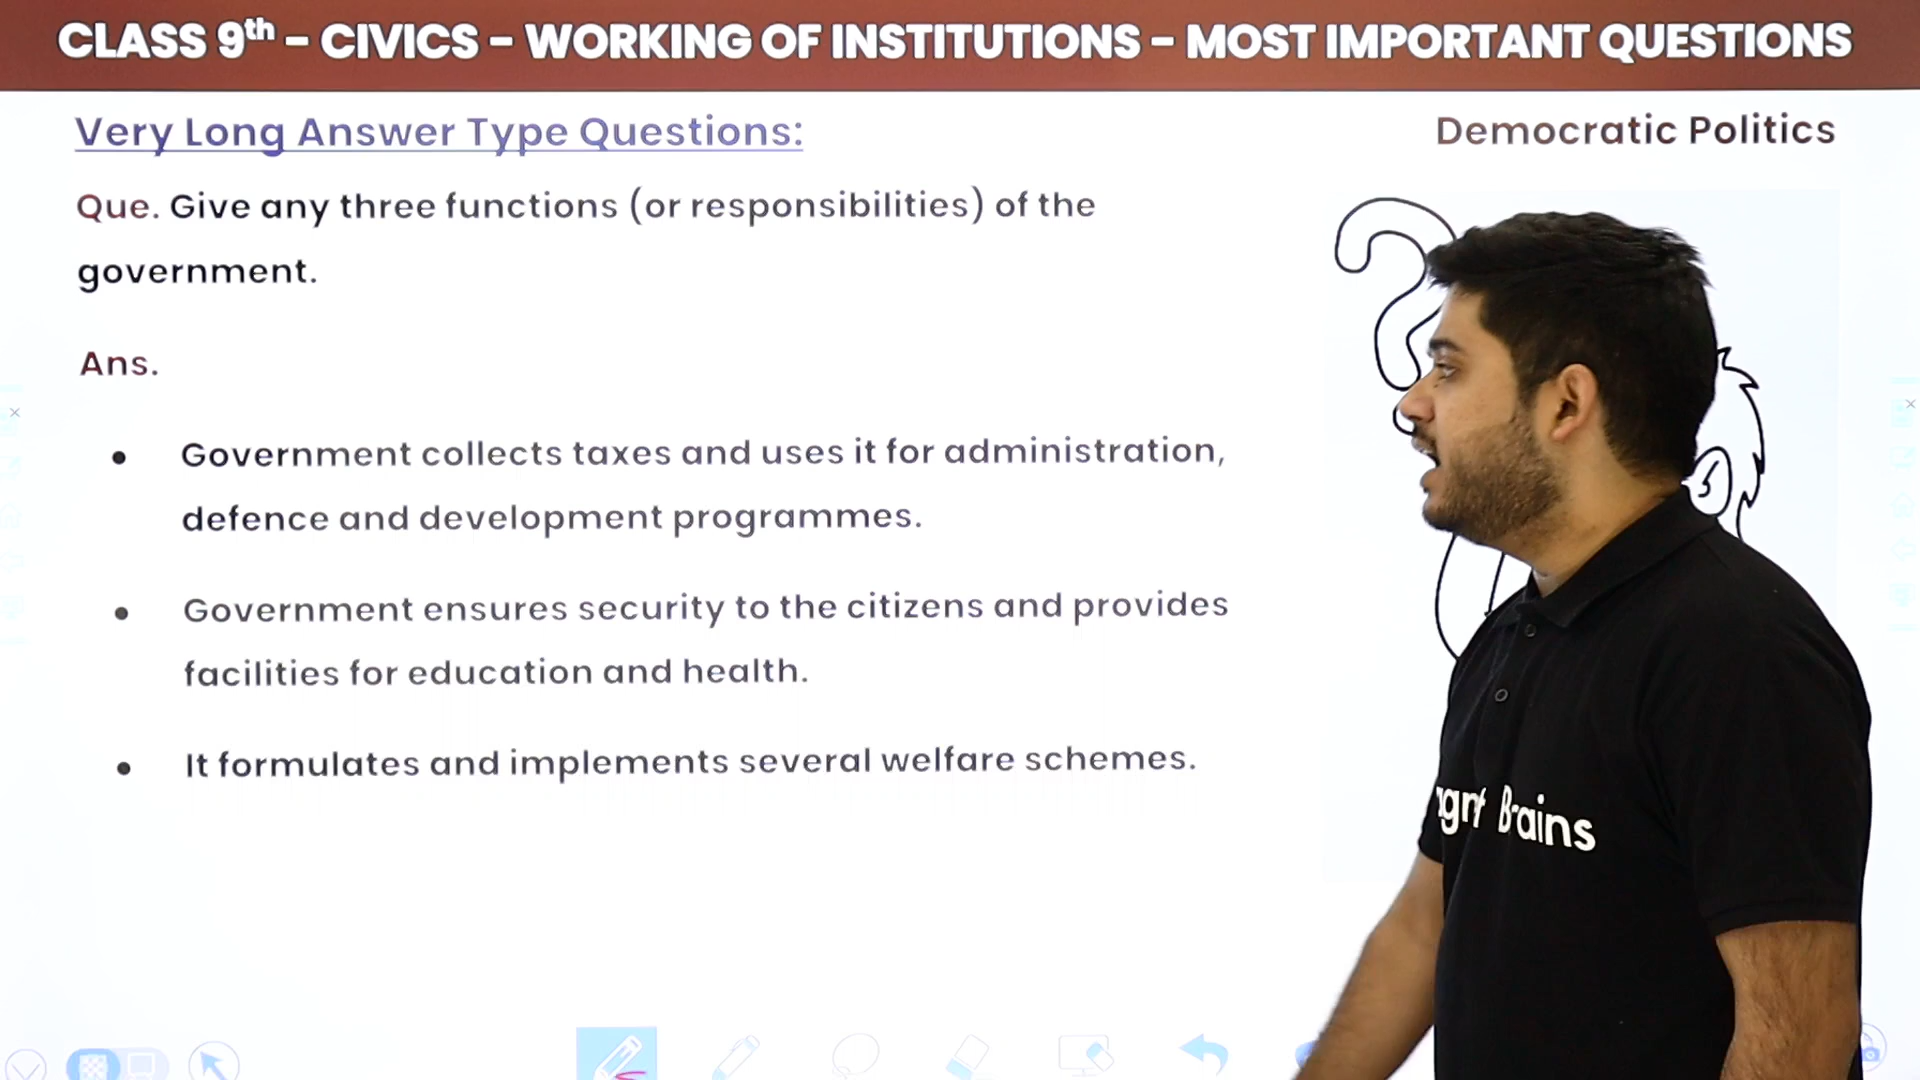 CLASS 9th – CIVICS – WORKING OF INSTITUTIONS – MOST IMPORTANT QUESTIONS
Very Long Answer Type Questions:
Democratic Politics
Que. Give any three functions (or responsibilities) of the
government.
Ans.
• Government collects taxes and uses it for administration,
defence and development programmes.
• Government ensures security to the citizens and provides
facilities for education and health.
• It formulates and implements several welfare schemes.
Brains